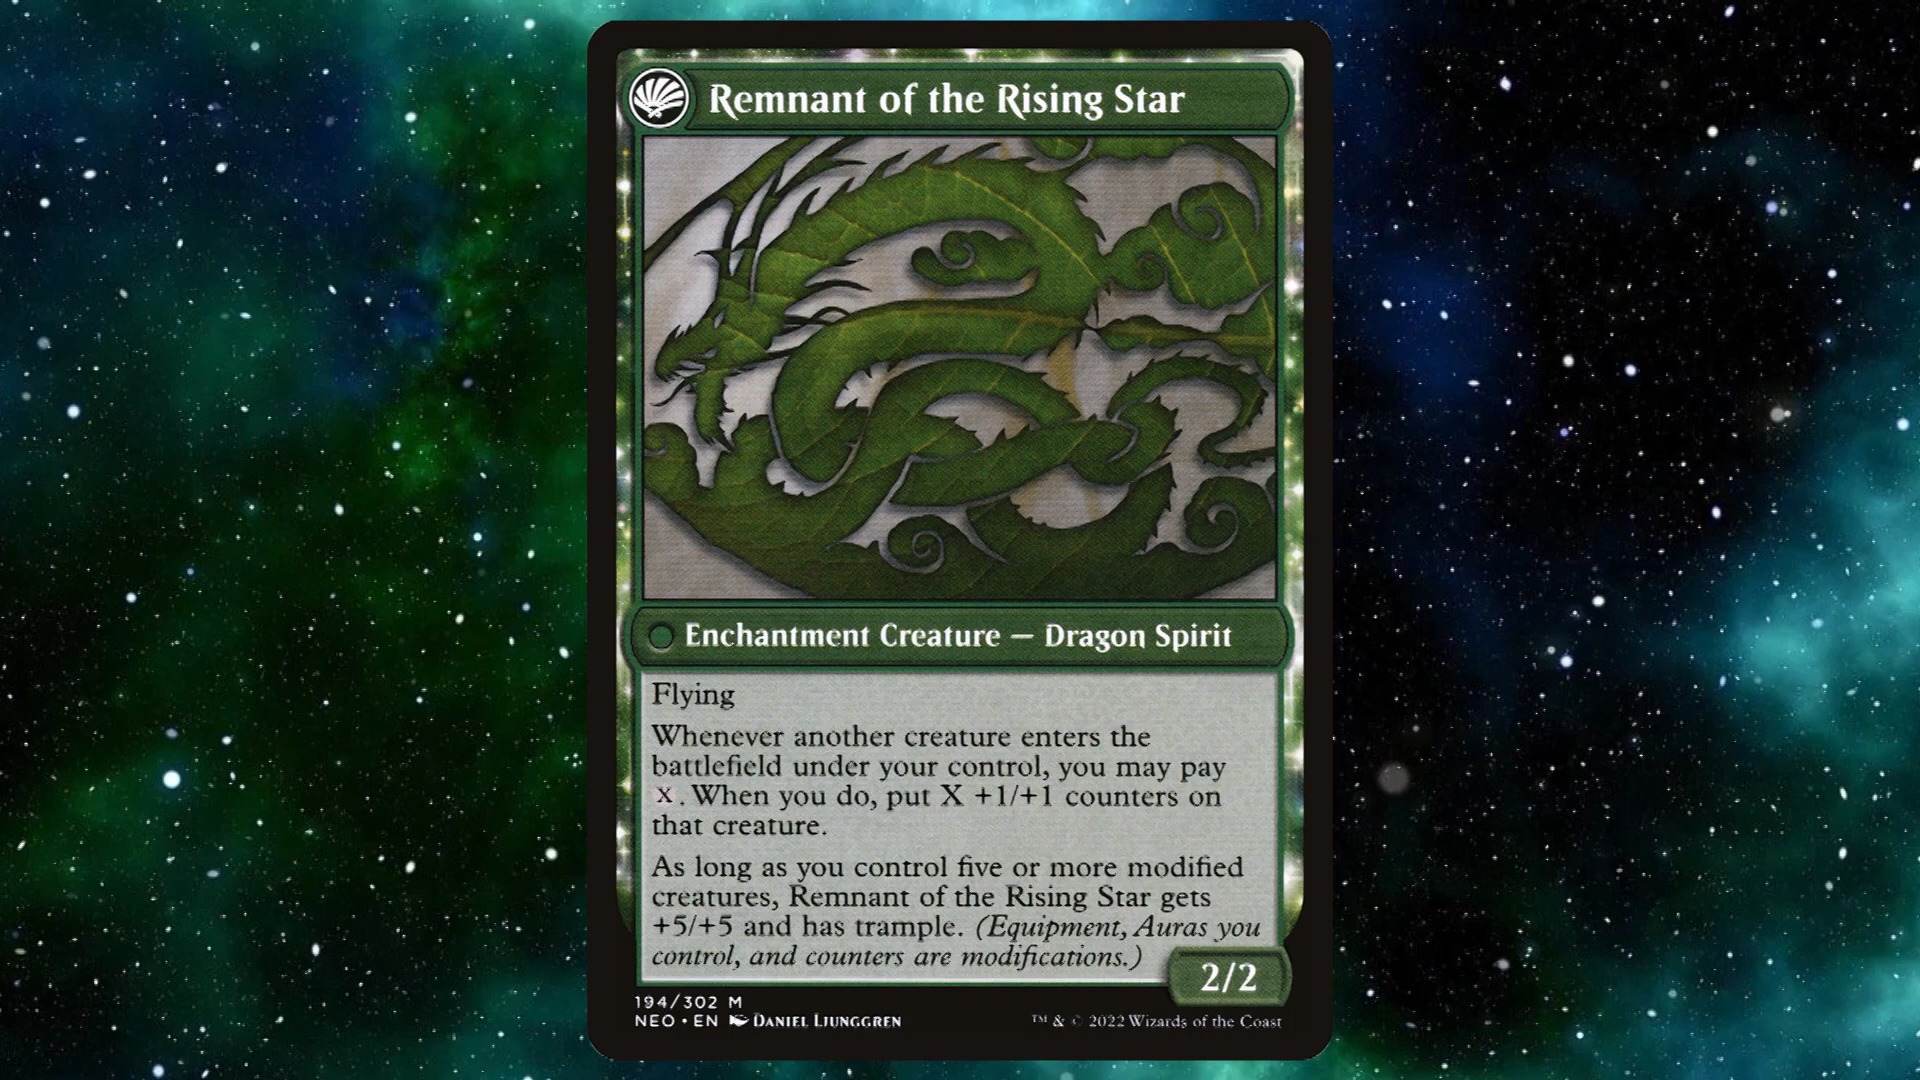 Remnant of the Rising Star
Enchantment Creature — Dragon Spirit
Flying
Whenever another creature enters the
battlefield under your control, you may pay
X. When you do, put X +1/+1 counters on
that creature.
As long as you control five or more modified
creatures, Remnant of the Rising Star gets
+5/+5 and has trample. (Equipment, Auras you
control, and counters are modifications.)
2/2
194/302 M
NEO • EN Daniel Ljunggren
™ & © 2022 Wizards of the Coast